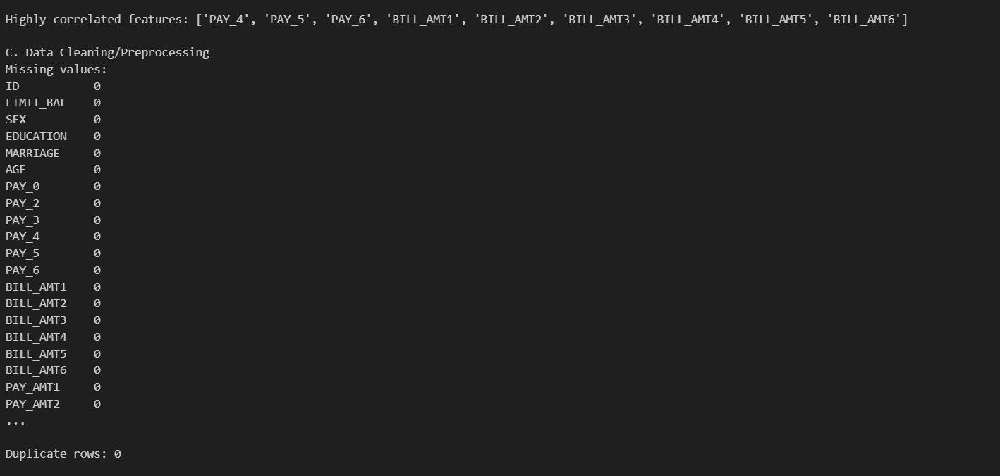 Highly correlated features: ['PAY_4', 'PAY_5', 'PAY_6', 'BILL_AMT1', 'BILL_AMT2', 'BILL_AMT3', 'BILL_AMT4', 'BILL_AMT5', 'BILL_AMT6']
C. Data Cleaning/Preprocessing
Missing values:
ID 0
LIMIT_BAL 0
SEX 0
EDUCATION 0
MARRIAGE 0
AGE 0
PAY_0 0
PAY_2 0
PAY_3 0
PAY_4 0
PAY_5 0
PAY_6 0
BILL_AMT1 0
BILL_AMT2 0
BILL_AMT3 0
BILL_AMT4 0
BILL_AMT5 0
BILL_AMT6 0
PAY_AMT1 0
PAY_AMT2 0
...
Duplicate rows: 0